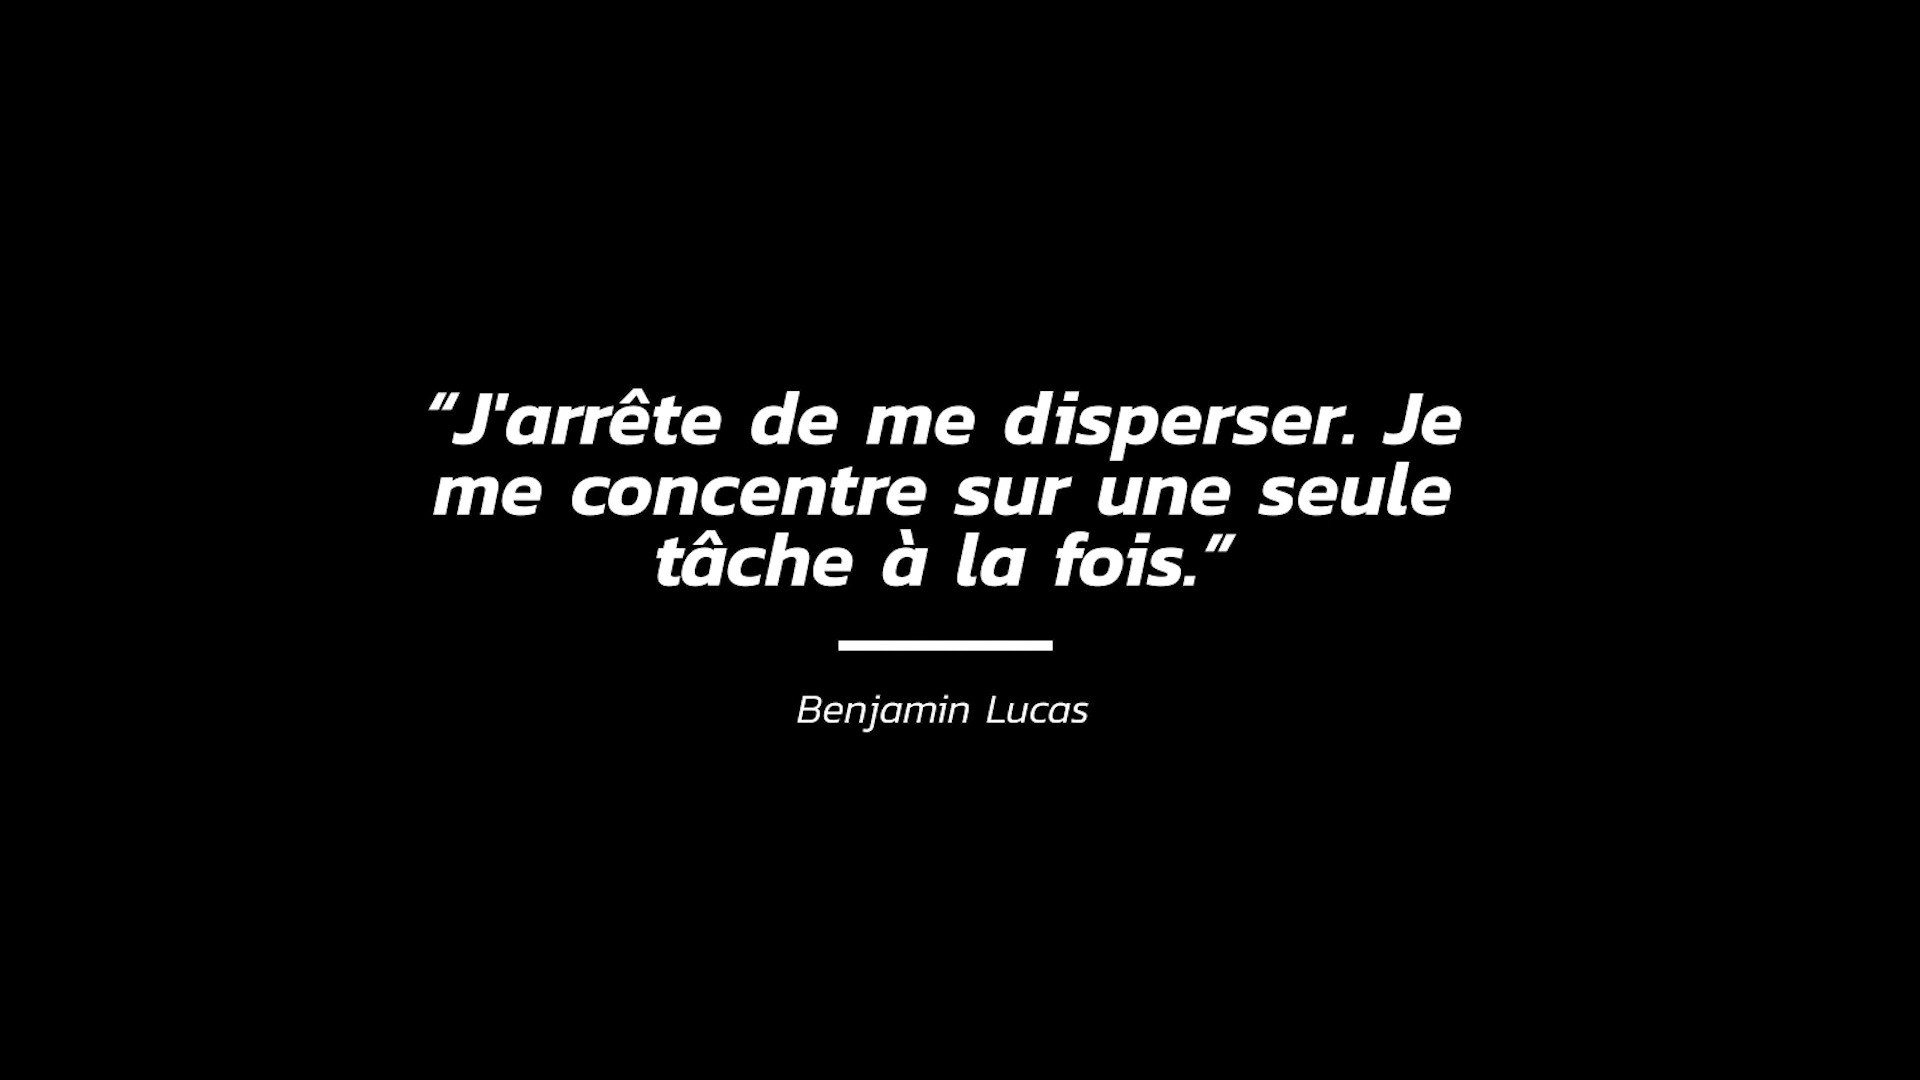 “J'arrête de me disperser. Je
me concentre sur une seule
tâche à la fois.”
Benjamin Lucas